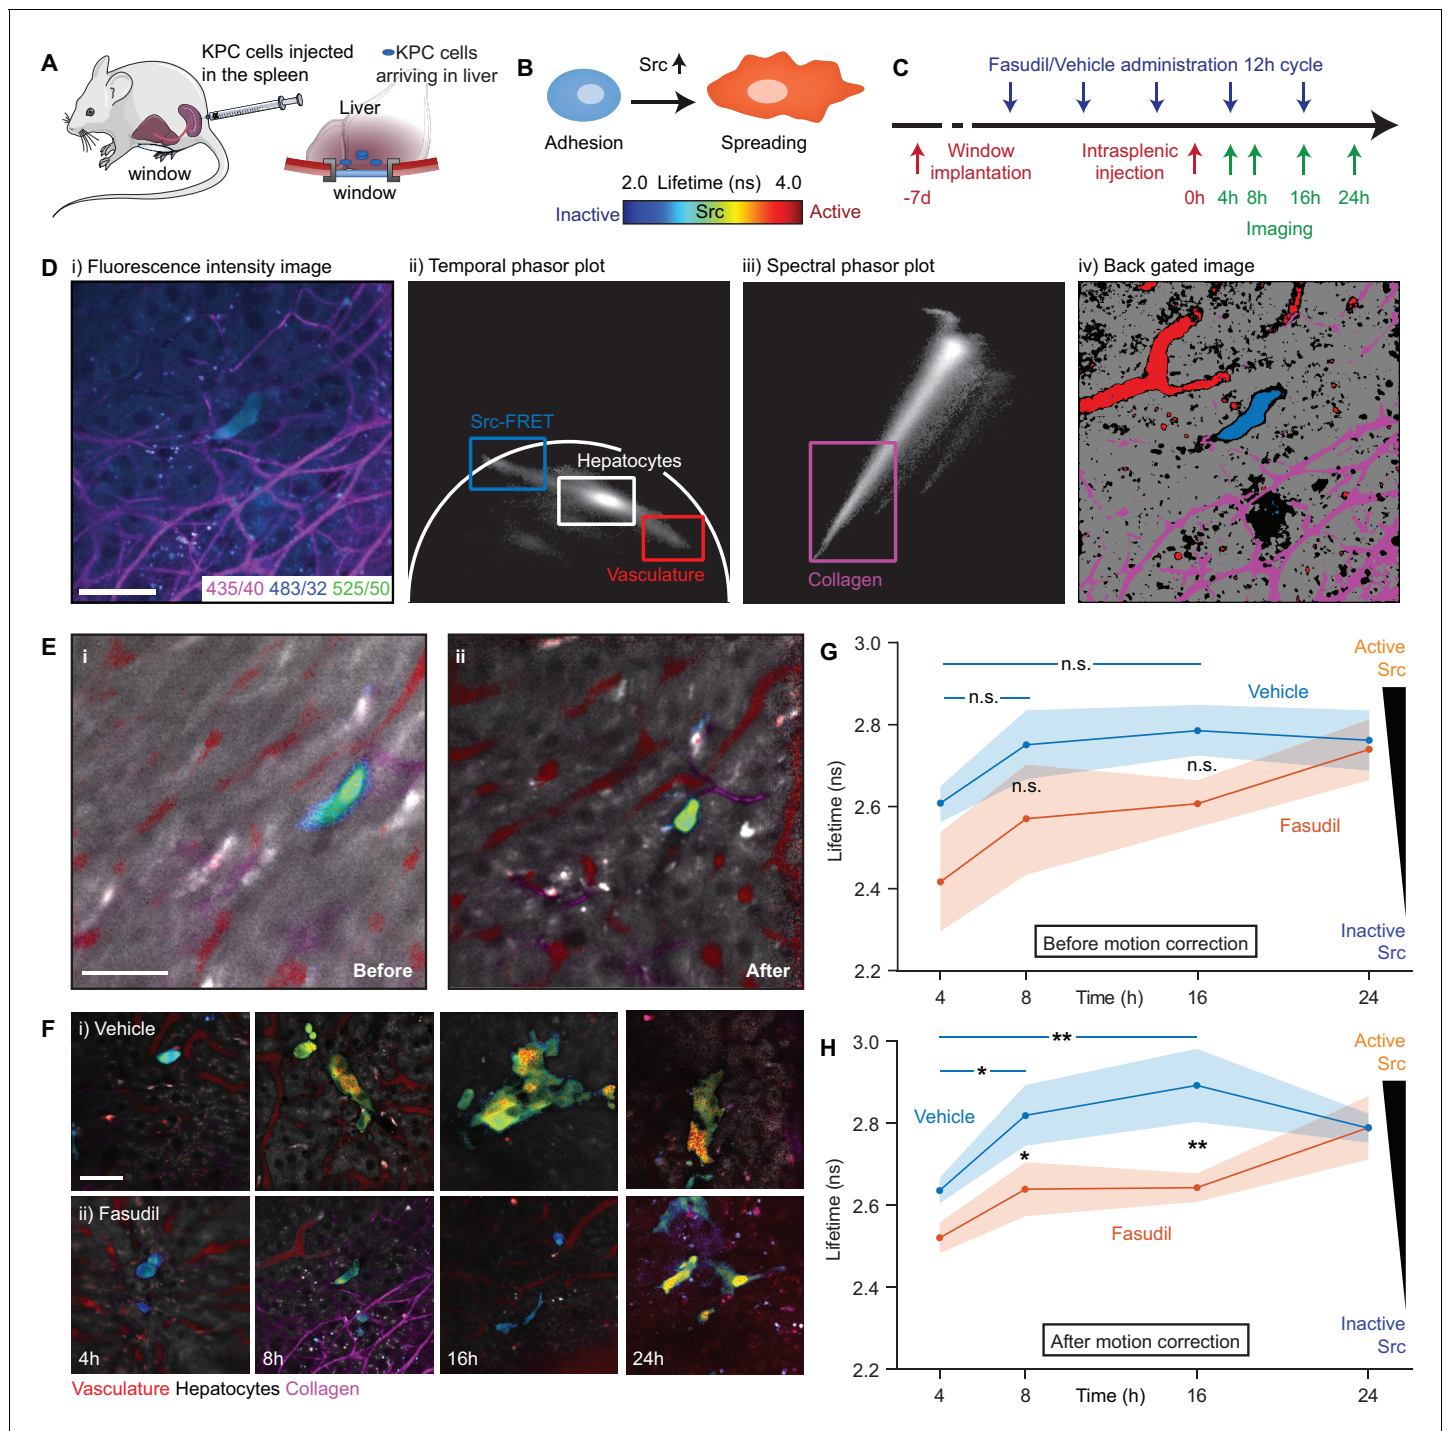 A
KPC cells injected
in the spleen
KPC cells
arriving in liver
Liver
window
window
B
Src
Adhesion
Spreading
2.0 Lifetime (ns) 4.0
Inactive
Src
Active
C
Fasudil/Vehicle administration 12h cycle
Window
implantation
Intrasplenic
injection
-7d
0h
4h
8h
16h
24h
Imaging
D
i) Fluorescence intensity image
435/40 483/32 525/50
ii) Temporal phasor plot
Src-FRET
Hepatocytes
Vasculature
iii) Spectral phasor plot
Collagen
iv) Back gated image
E
i
Before
ii
After
F
i) Vehicle
ii) Fasudil
4h
8h
16h
24h
Vasculature Hepatocytes Collagen
G
3.0
2.8
2.6
2.4
2.2
Lifetime (ns)
n.s.
n.s.
Vehicle
n.s.
n.s.
Fasudil
Active
Src
Inactive
Src
Before motion correction
4
8
Time (h)
16
24
H
3.0
2.8
2.6
2.4
2.2
Lifetime (ns)
**
*
Vehicle
*
**
Fasudil
Active
Src
Inactive
Src
After motion correction
4
8
Time (h)
16
24